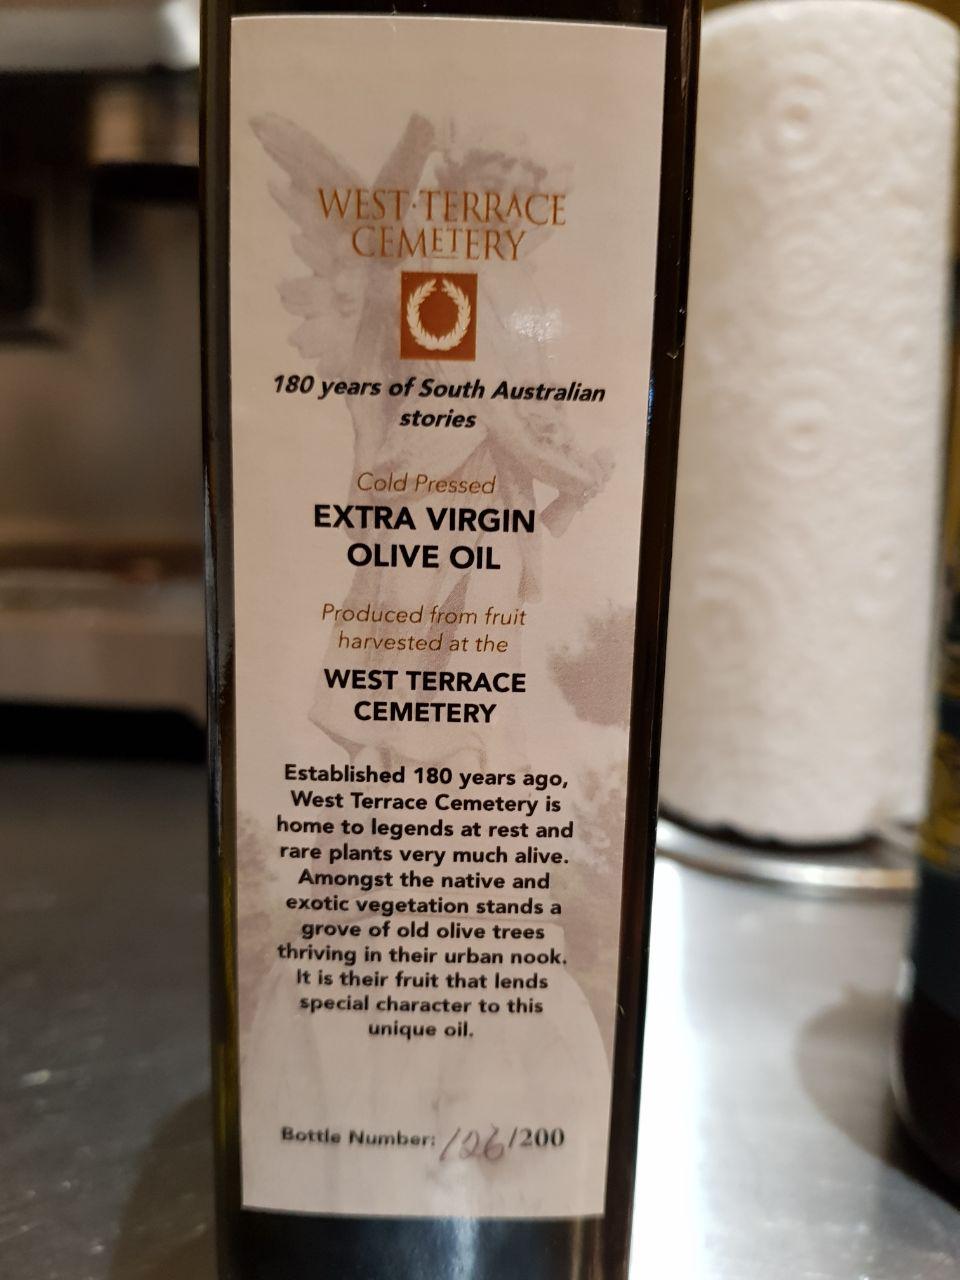 WEST·TERRACE
CEMETERY
180 years of South Australian
stories
Cold Pressed
EXTRA VIRGIN
OLIVE OIL
Produced from fruit
harvested at the
WEST TERRACE
CEMETERY
Established 180 years ago,
West Terrace Cemetery is
home to legends at rest and
rare plants very much alive.
Amongst the native and
exotic vegetation stands a
grove of old olive trees
thriving in their urban nook.
It is their fruit that lends
special character to this
unique oil.
Bottle Number: 126/200